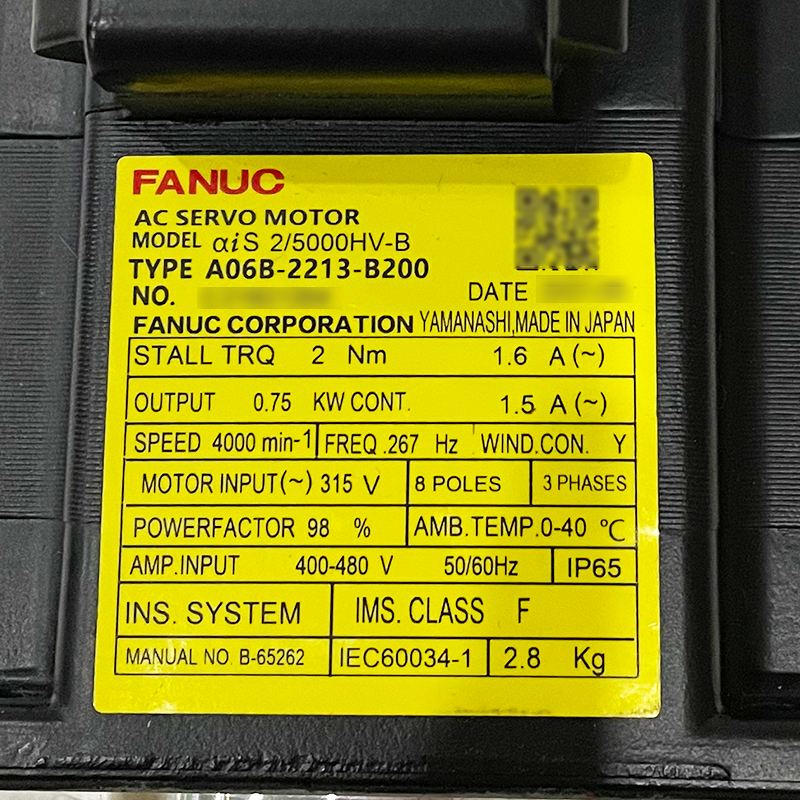 FANUC
AC SERVO MOTOR
MODEL αiS 2/5000HV-B
TYPE A06B-2213-B200
NO.
DATE
FANUC CORPORATION YAMANASHI,MADE IN JAPAN
STALL TRQ 2 Nm 1.6 A(~)
OUTPUT 0.75 KW CONT. 1.5 A(~)
SPEED 4000 min-1 FREQ.267 Hz WIND.CON. Y
MOTOR INPUT(~) 315 V 8 POLES 3 PHASES
POWERFACTOR 98 % AMB.TEMP.0-40 ℃
AMP.INPUT 400-480 V 50/60Hz IP65
INS. SYSTEM IMS. CLASS F
MANUAL NO. B-65262 IEC60034-1 2.8 Kg